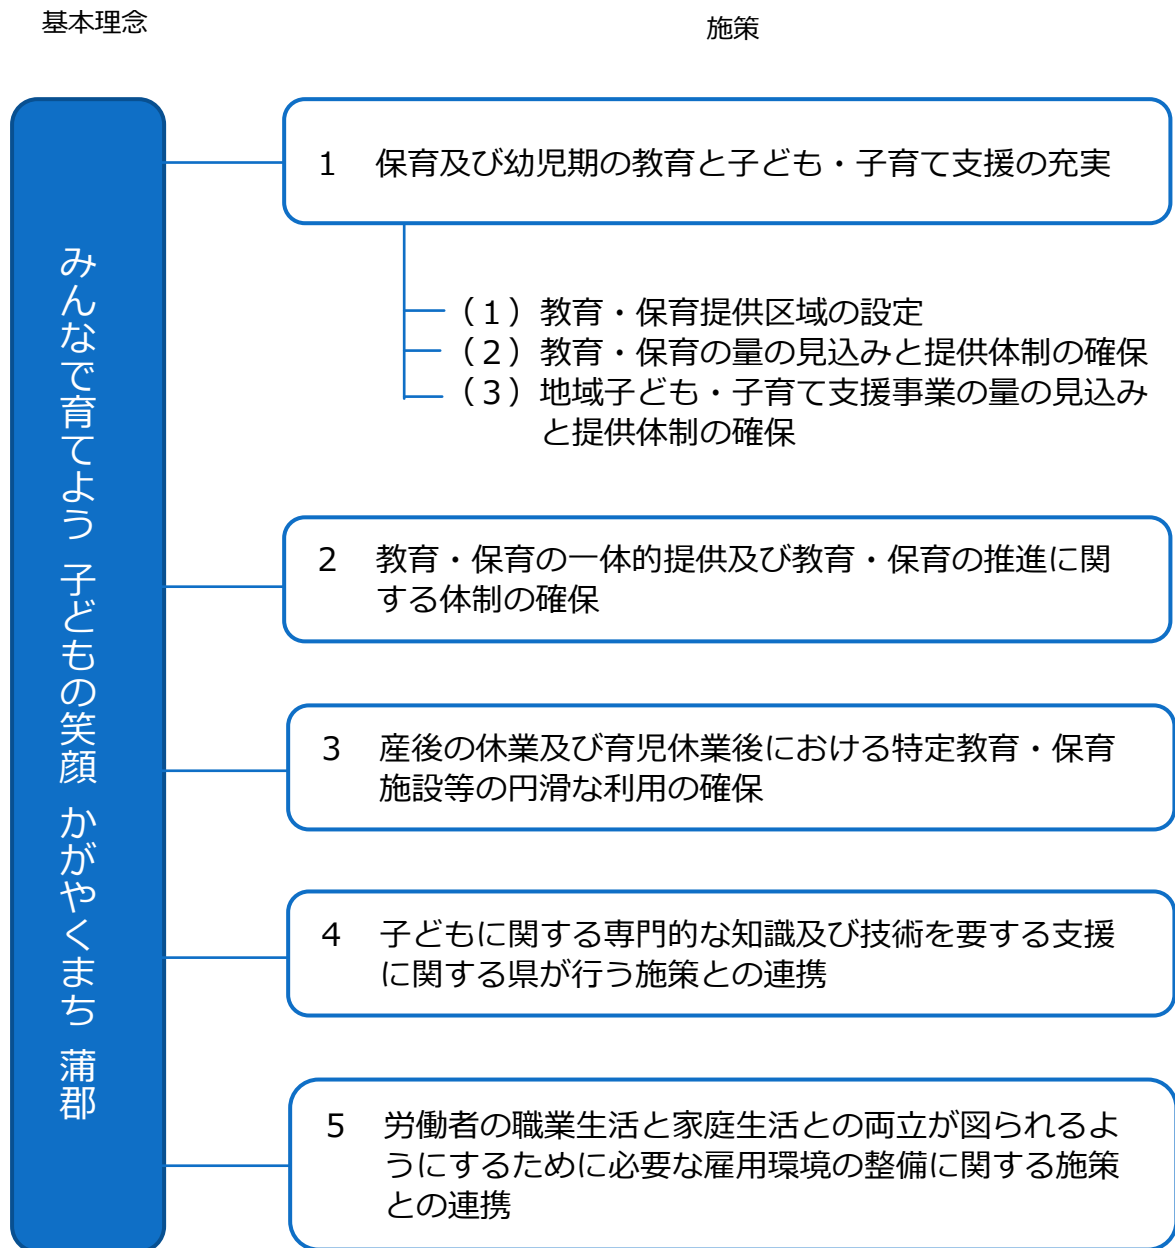 基本理念
施策
みんなで育てよう 子どもの笑顔 かがやくまち 蒲郡
1 保育及び幼児期の教育と子ども・子育て支援の充実
（１）教育・保育提供区域の設定
（２）教育・保育の量の見込みと提供体制の確保
（３）地域子ども・子育て支援事業の量の見込み
と提供体制の確保
2 教育・保育の一体的提供及び教育・保育の推進に関
する体制の確保
3 産後の休業及び育児休業後における特定教育・保育
施設等の円滑な利用の確保
4 子どもに関する専門的な知識及び技術を要する支援
に関する県が行う施策との連携
5 労働者の職業生活と家庭生活との両立が図られるよ
うにするために必要な雇用環境の整備に関する施策
との連携